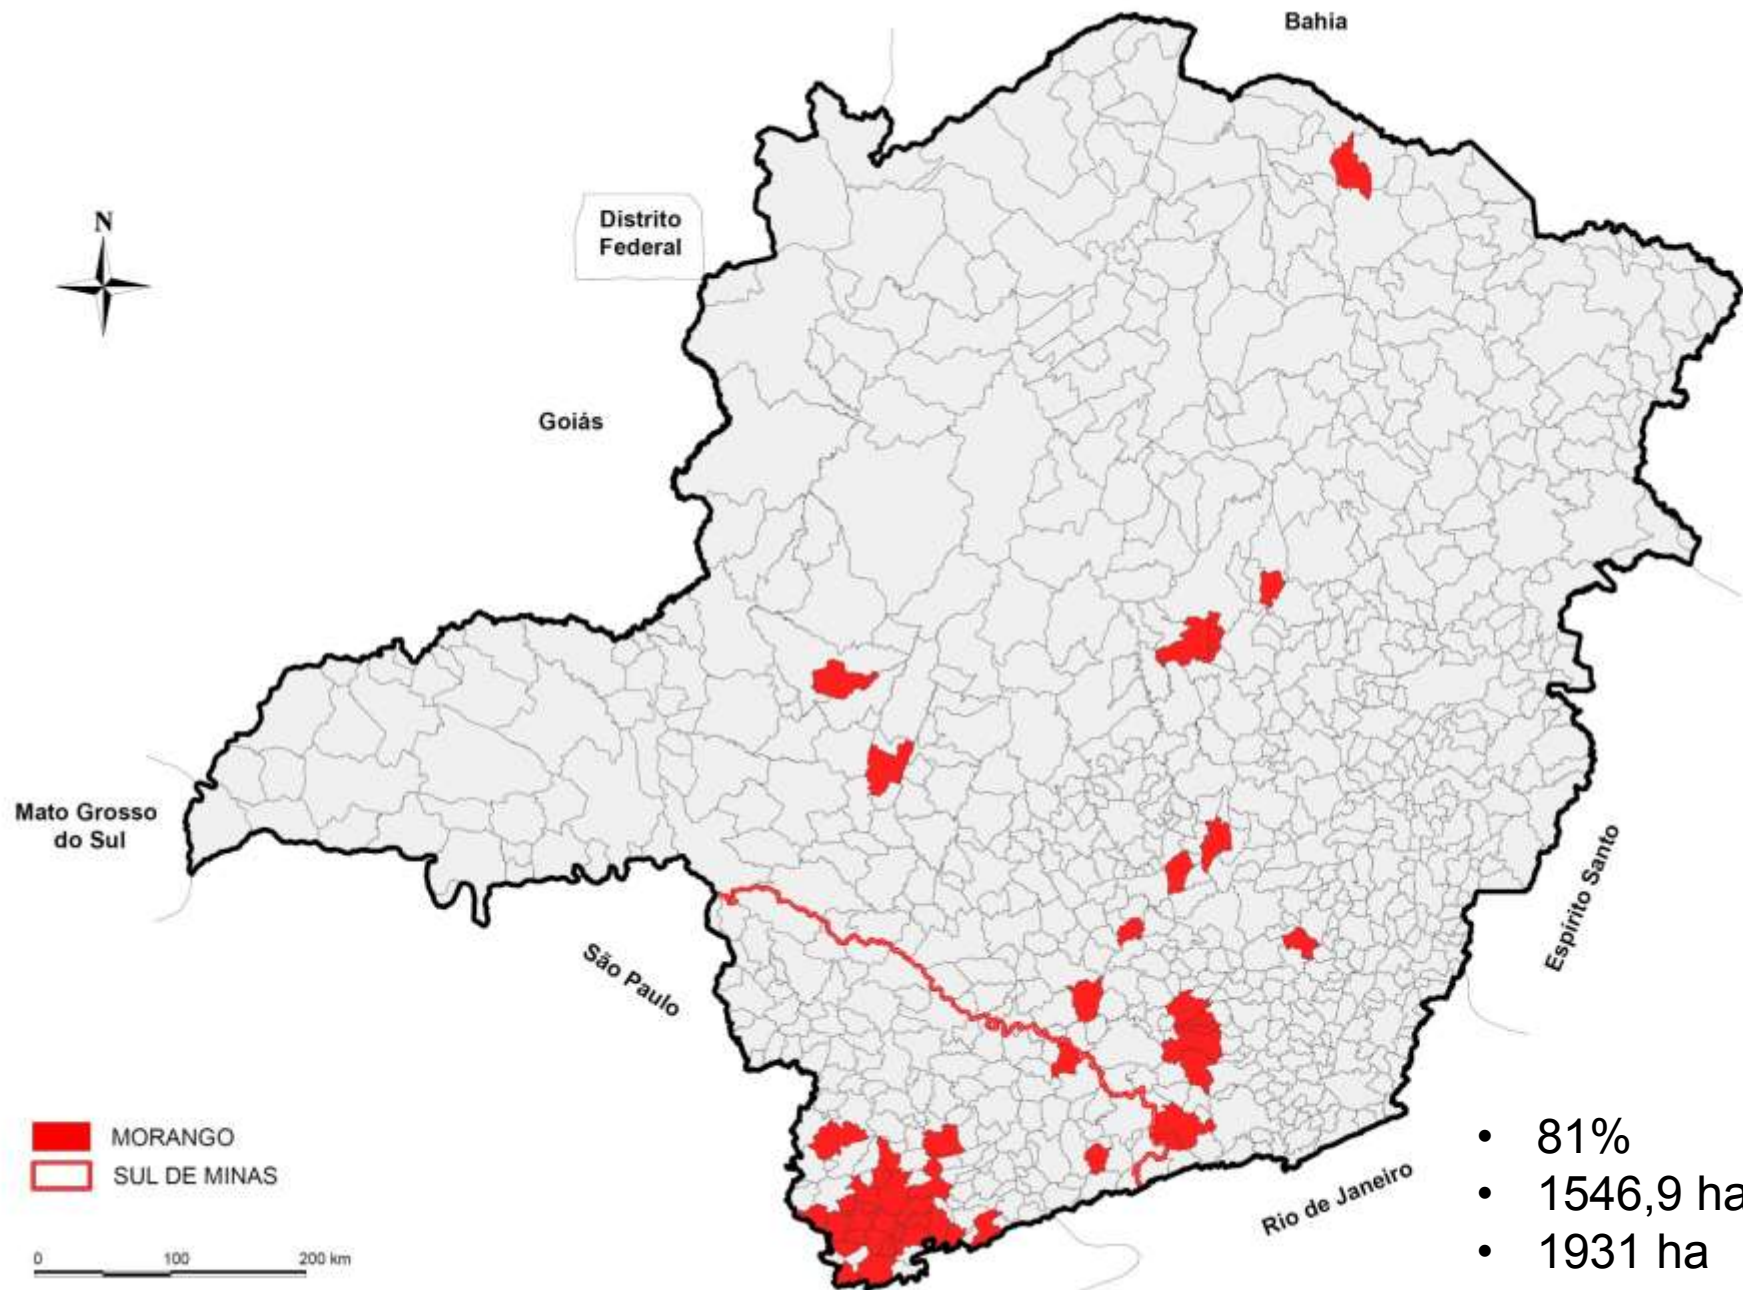 Bahia
Distrito
Federal
N
Goiás
Mato Grosso
do Sul
Espírito Santo
São Paulo
MORANGO
SUL DE MINAS
Rio de Janeiro
• 81%
• 1546,9 ha
• 1931 ha
0 100 200 km